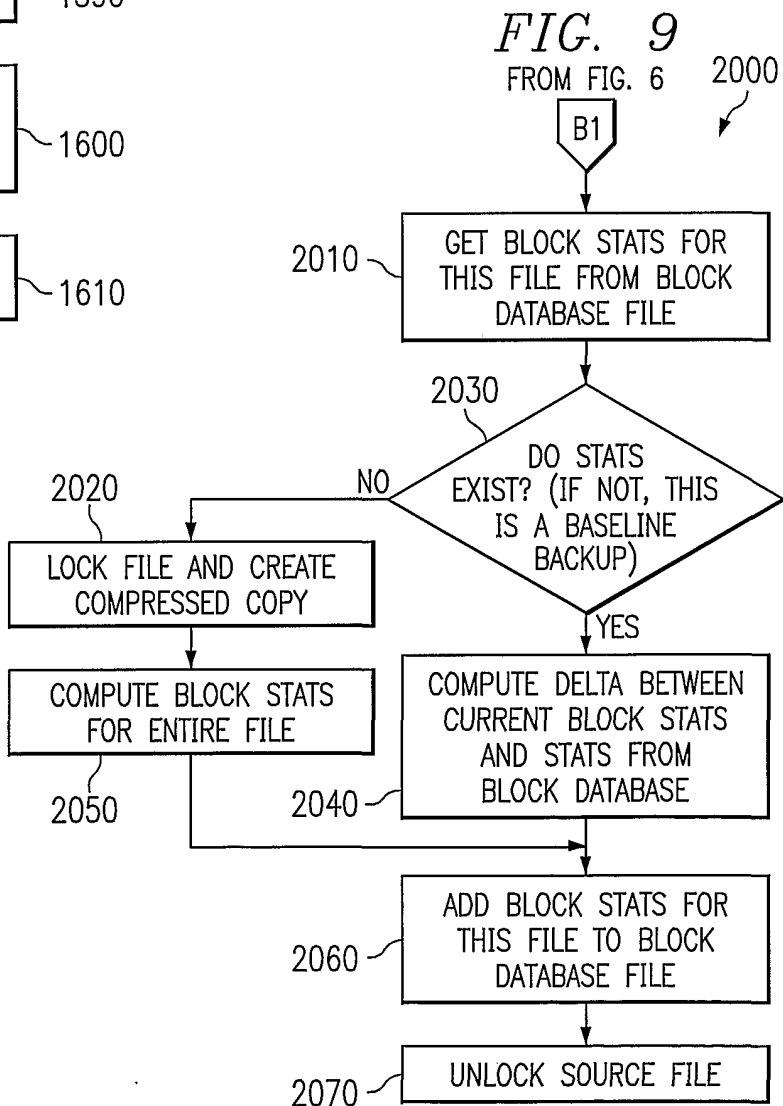 FIG. 9
FROM FIG. 6
2000
B1
1600
1610
2010
GET BLOCK STATS FOR
THIS FILE FROM BLOCK
DATABASE FILE
2030
DO STATS
EXIST? (IF NOT, THIS
IS A BASELINE
BACKUP)
NO
YES
2020
LOCK FILE AND CREATE
COMPRESSED COPY
COMPUTE BLOCK STATS
FOR ENTIRE FILE
2050
COMPUTE DELTA BETWEEN
CURRENT BLOCK STATS
AND STATS FROM
BLOCK DATABASE
2040
ADD BLOCK STATS FOR
THIS FILE TO BLOCK
DATABASE FILE
2060
UNLOCK SOURCE FILE
2070